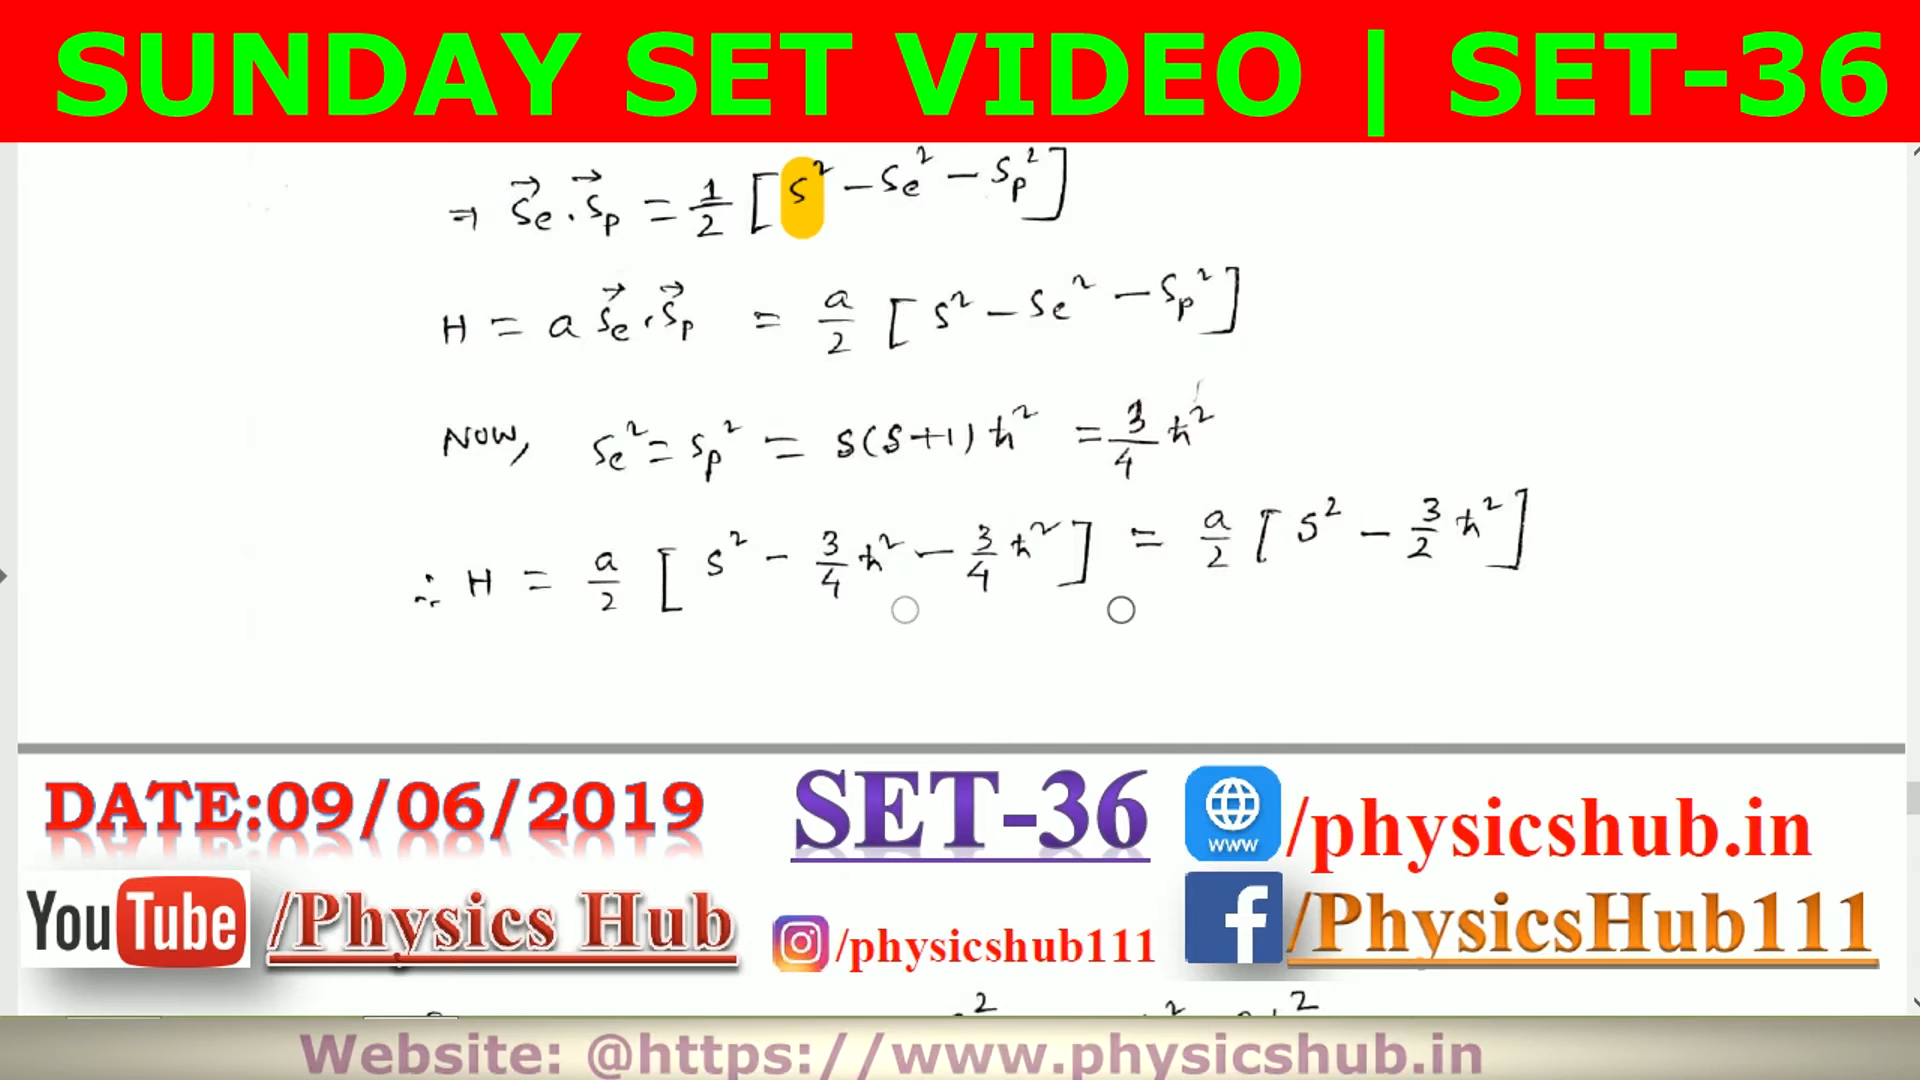 SUNDAY SET VIDEO | SET-36
⇒ S⃗e . S⃗p = 1/2 [S² − Se² − Sp²]
H = a S⃗e . S⃗p = a/2 [S² − Se² − Sp²]
Now, Se² = Sp² = S(S+1)ħ² = 3/4 ħ²
∴ H = a/2 [S² − 3/4 ħ² − 3/4 ħ²] = a/2 [S² − 3/2 ħ²]
DATE:09/06/2019 SET-36 www /physicshub.in
YouTube /Physics Hub /physicshub111 f /PhysicsHub111
Website: @https://www.physicshub.in